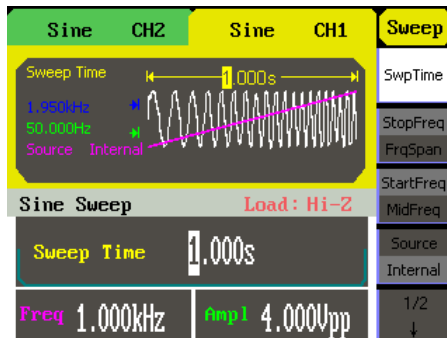 Sine CH2 Sine CH1 Sweep
Sweep Time 1.000s
SwpTime
1.950kHz
50.000Hz
Source Internal
StopFreq
FrqSpan
StartFreq
MidFreq
Sine Sweep Load: Hi-Z
Sweep Time 1.000s
Source
Internal
Freq 1.000kHz Ampl 4.000Vpp
1/2
↓